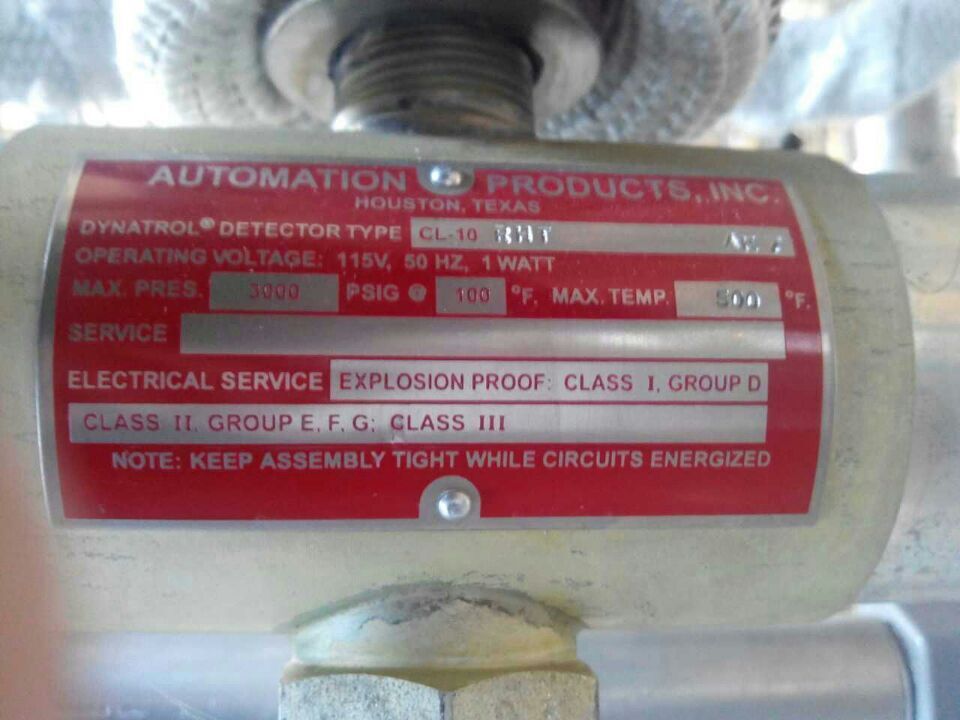 AUTOMATION PRODUCTS, INC.
HOUSTON, TEXAS
DYNATROL® DETECTOR TYPE CL-10 RHT
OPERATING VOLTAGE: 115V, 50 HZ, 1 WATT
MAX. PRES. 3000 PSIG @ 100 °F. MAX. TEMP. 500 °F.
SERVICE
ELECTRICAL SERVICE EXPLOSION PROOF: CLASS I, GROUP D
CLASS II, GROUP E, F, G; CLASS III
NOTE: KEEP ASSEMBLY TIGHT WHILE CIRCUITS ENERGIZED